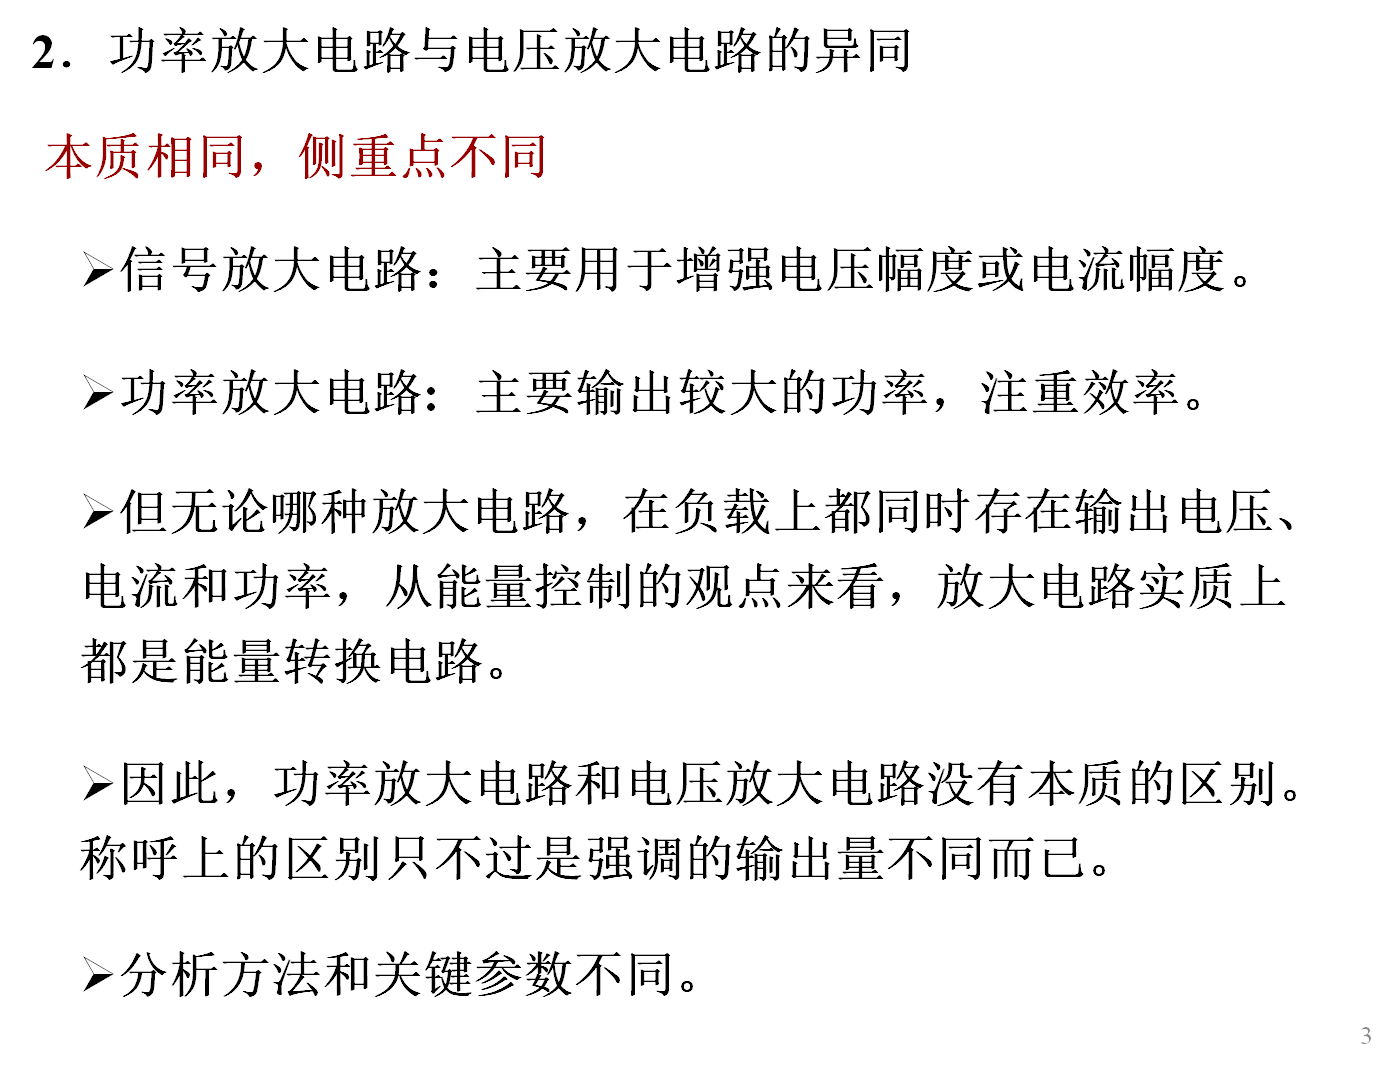 2. 功率放大电路与电压放大电路的异同
本质相同，侧重点不同
➢信号放大电路：主要用于增强电压幅度或电流幅度。
➢功率放大电路: 主要输出较大的功率，注重效率。
➢但无论哪种放大电路，在负载上都同时存在输出电压、
电流和功率，从能量控制的观点来看，放大电路实质上
都是能量转换电路。
➢因此，功率放大电路和电压放大电路没有本质的区别。
称呼上的区别只不过是强调的输出量不同而已。
➢分析方法和关键参数不同。
3